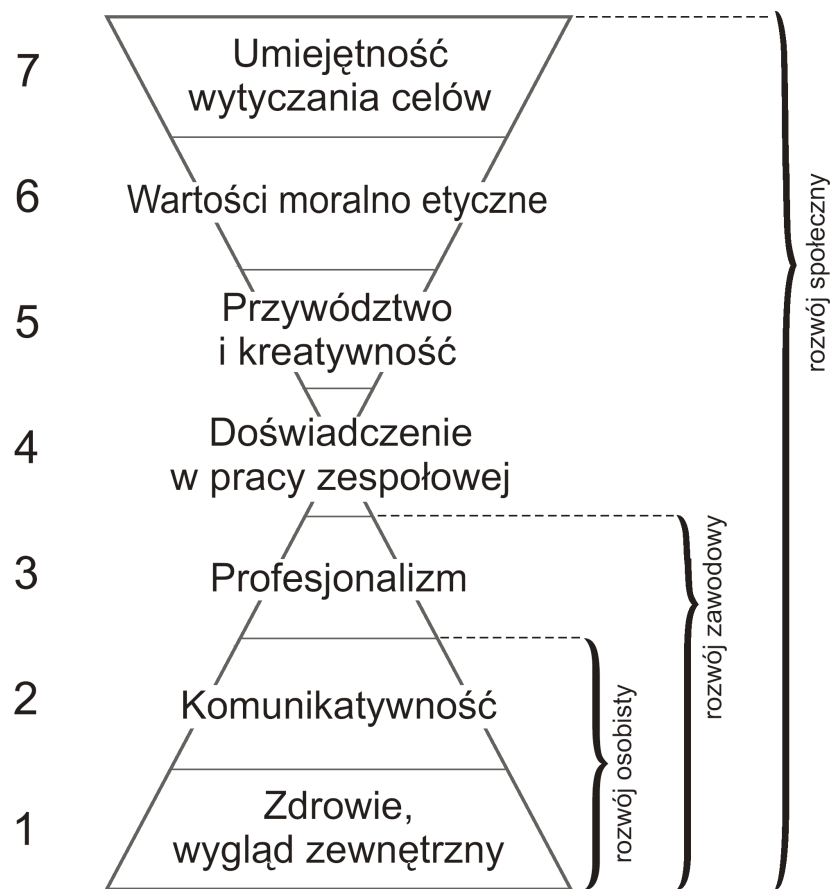 7
Umiejętność
wytyczania celów
6
Wartości moralno etyczne
5
Przywództwo
i kreatywność
4
Doświadczenie
w pracy zespołowej
3
Profesjonalizm
2
Komunikatywność
1
Zdrowie,
wygląd zewnętrzny
rozwój osobisty
rozwój zawodowy
rozwój społeczny